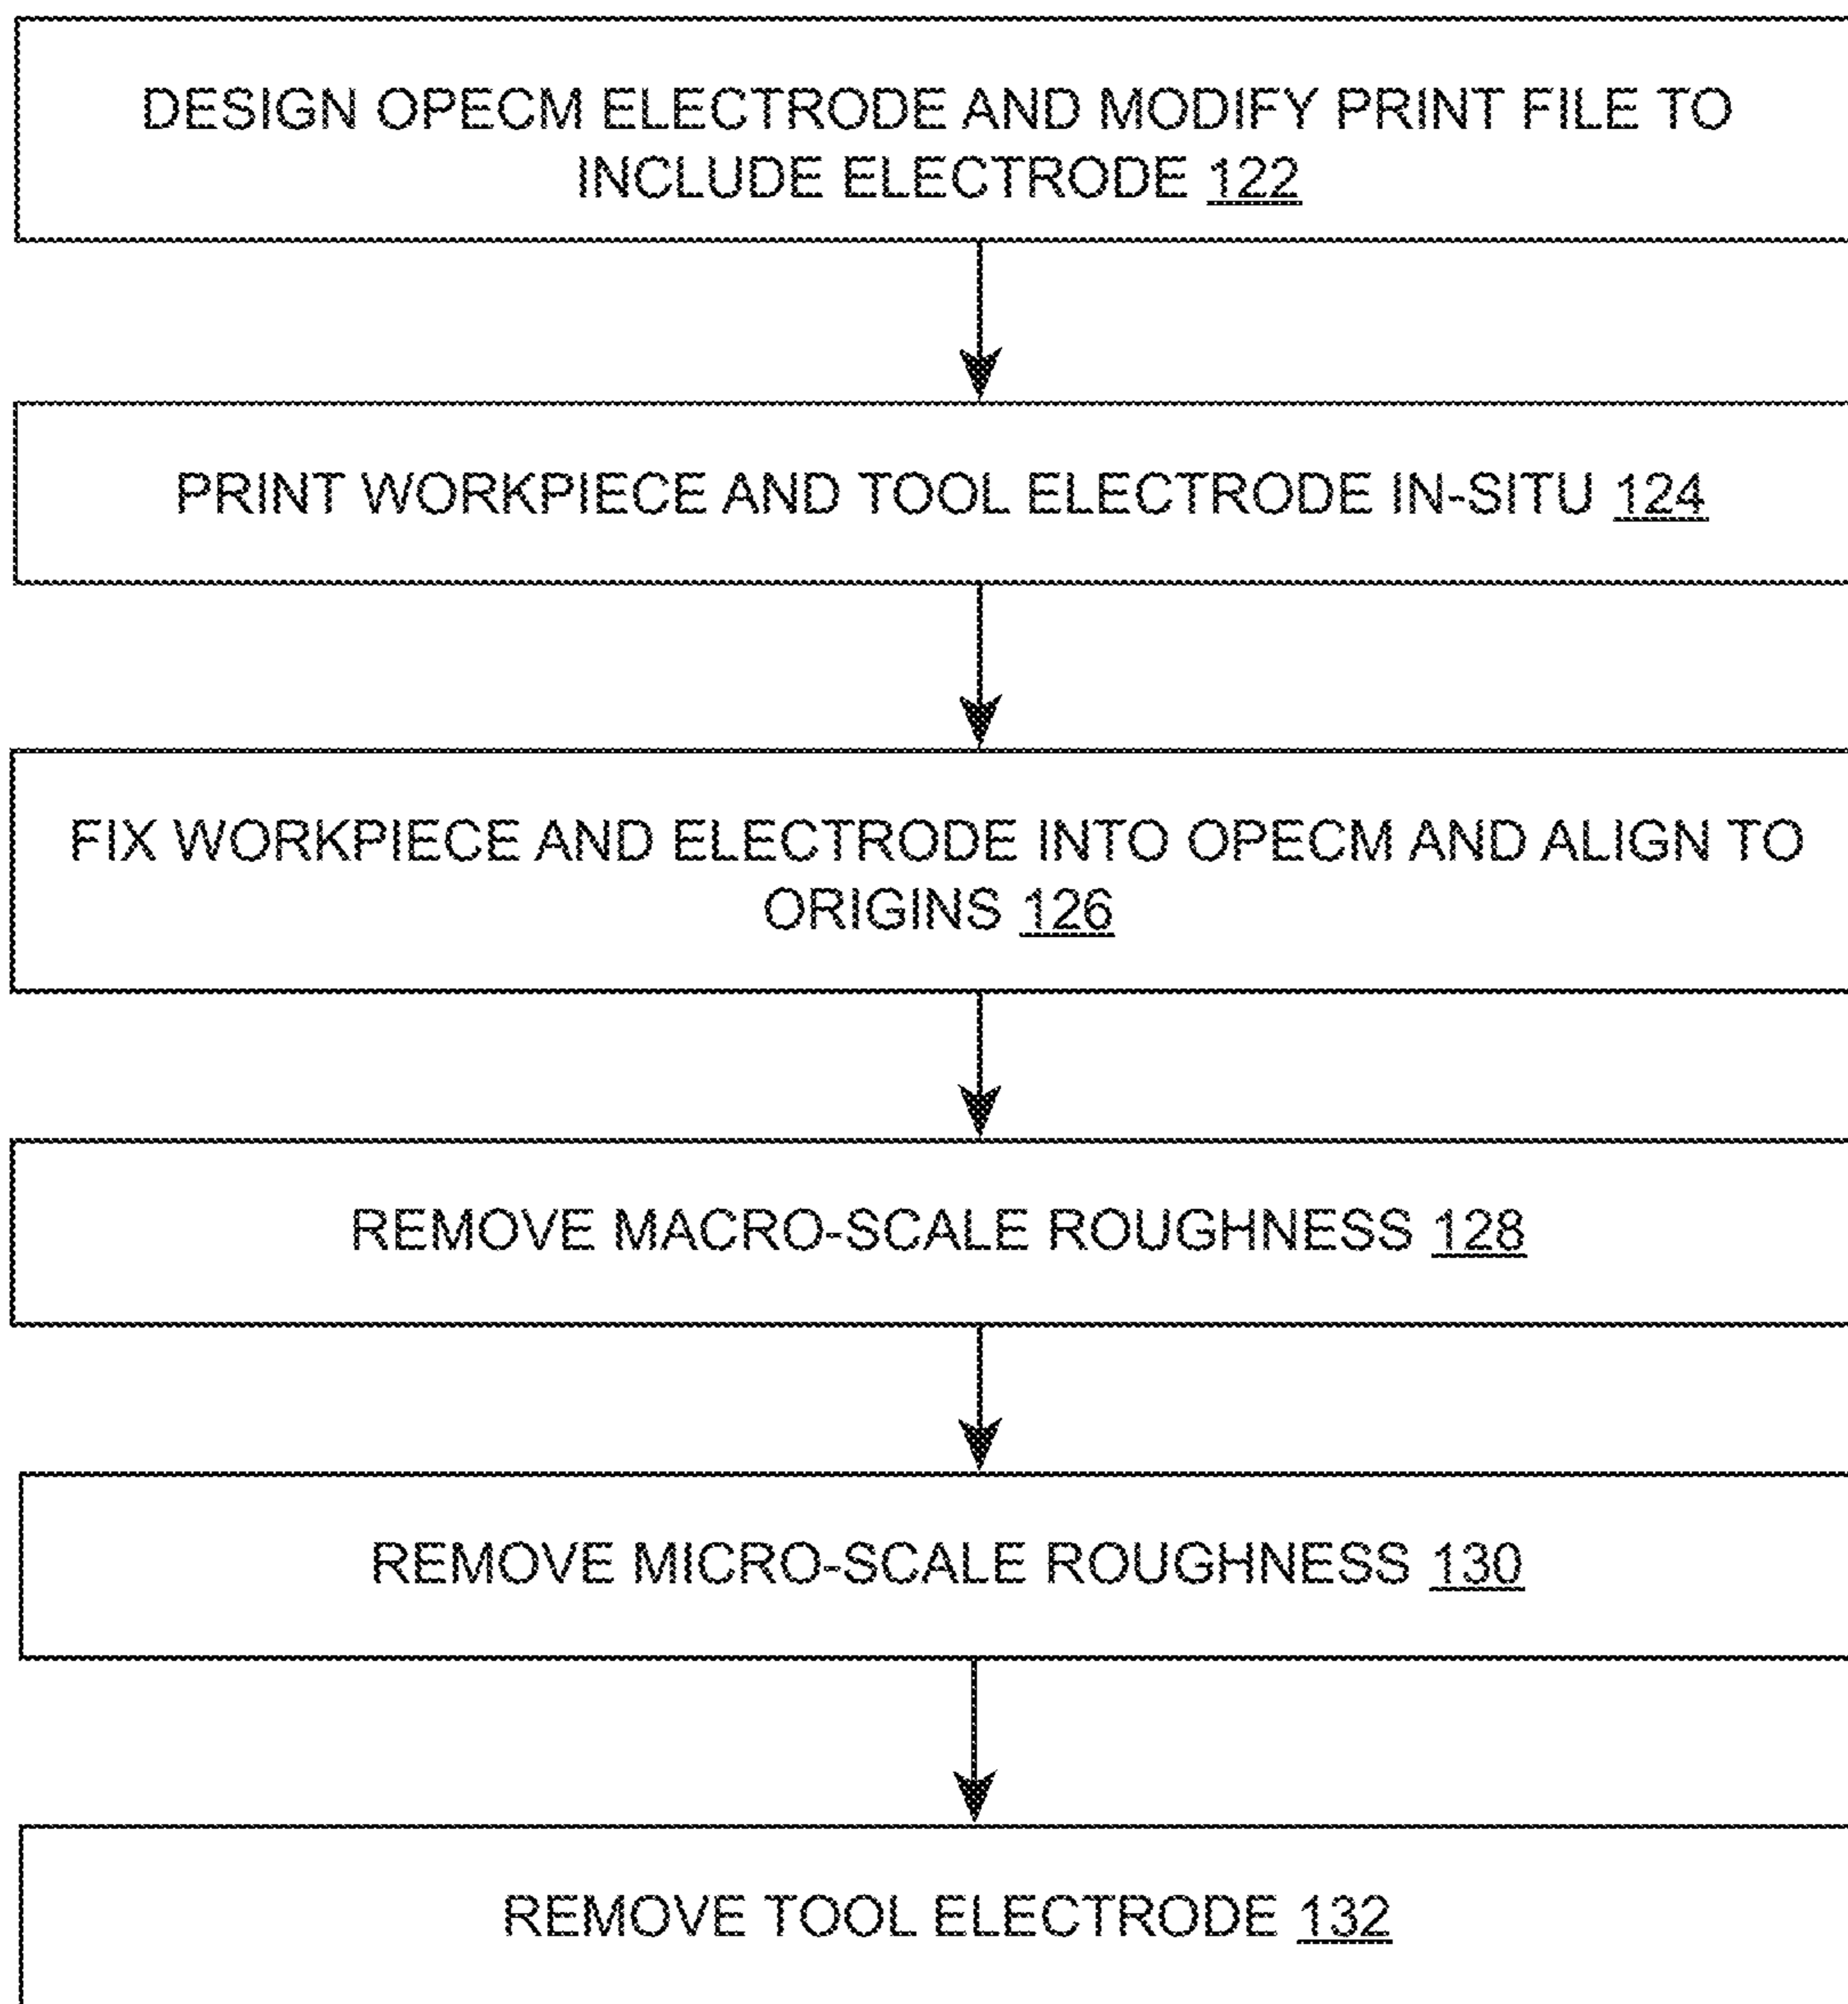 DESIGN OPECM ELECTRODE AND MODIFY PRINT FILE TO
INCLUDE ELECTRODE 122
PRINT WORKPIECE AND TOOL ELECTRODE IN-SITU 124
FIX WORKPIECE AND ELECTRODE INTO OPECM AND ALIGN TO
ORIGINS 126
REMOVE MACRO-SCALE ROUGHNESS 128
REMOVE MICRO-SCALE ROUGHNESS 130
REMOVE TOOL ELECTRODE 132